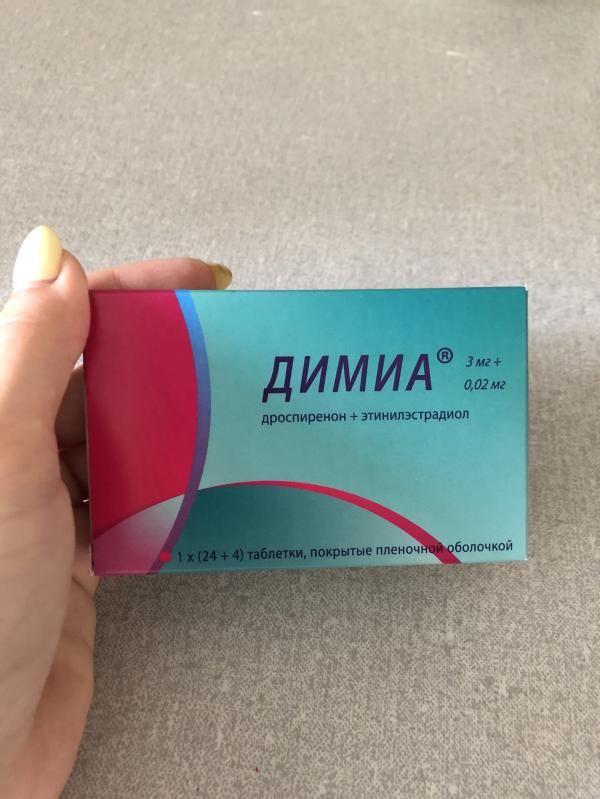 ДИМИА® 3 мг +
0,02 мг
дроспиренон + этинилэстрадиол
1 x (24 + 4) таблетки, покрытые пленочной оболочкой